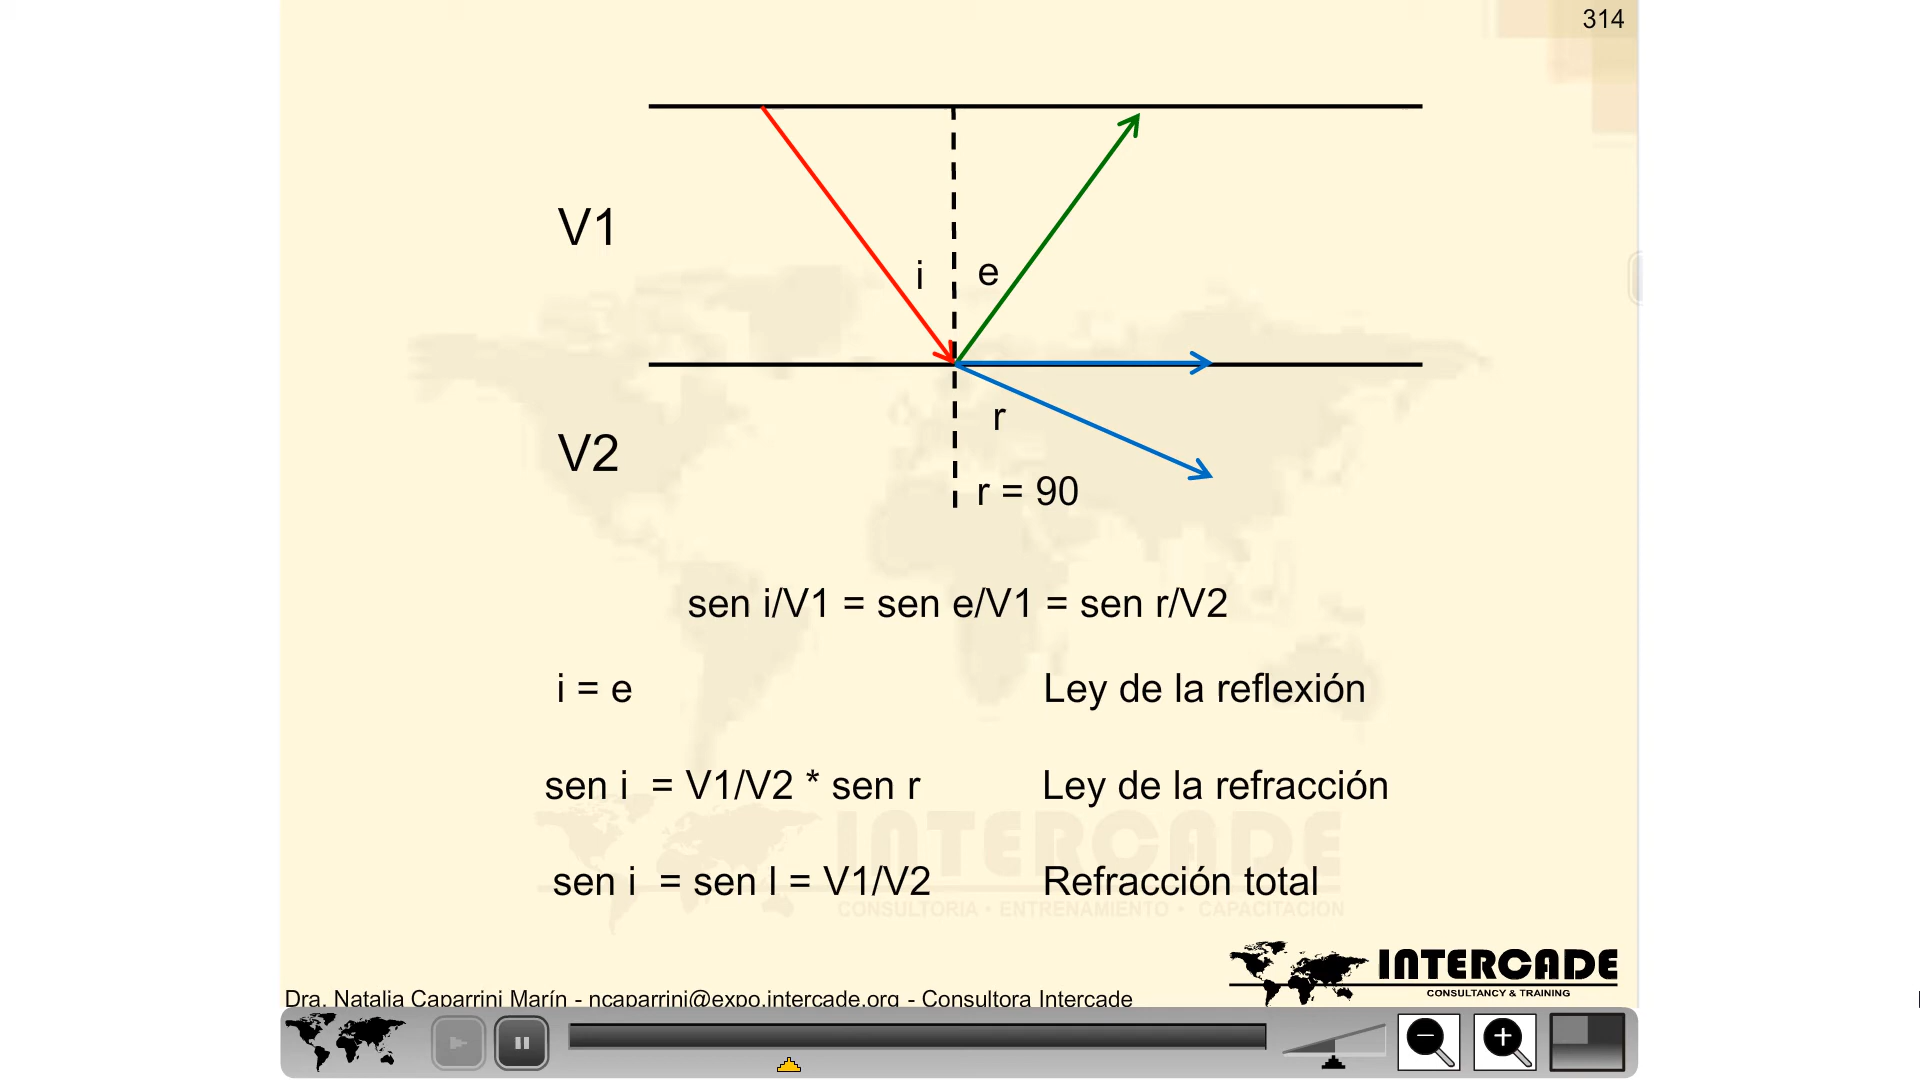 314
V1
i
e
r
V2
r = 90
sen i/V1 = sen e/V1 = sen r/V2
i = e
Ley de la reflexión
sen i = V1/V2 * sen r
Ley de la refracción
sen i = sen l = V1/V2
Refracción total
INTERCADE
CONSULTORIA • ENTRENAMIENTO • CAPACITACION
INTERCADE
CONSULTANCY & TRAINING
Dra. Natalia Caparrini Marín - ncaparrini@expo.intercade.org - Consultora Intercade